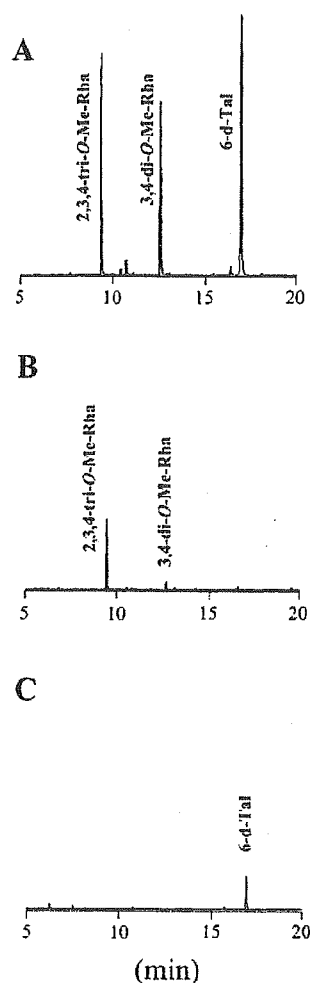 A
2,3,4-tri-O-Me-Rha
3,4-di-O-Me-Rha
6-d-Tal
5 10 15 20
B
2,3,4-tri-O-Me-Rha
3,4-di-O-Me-Rha
5 10 15 20
C
6-d-Tal
5 10 15 20
(min)